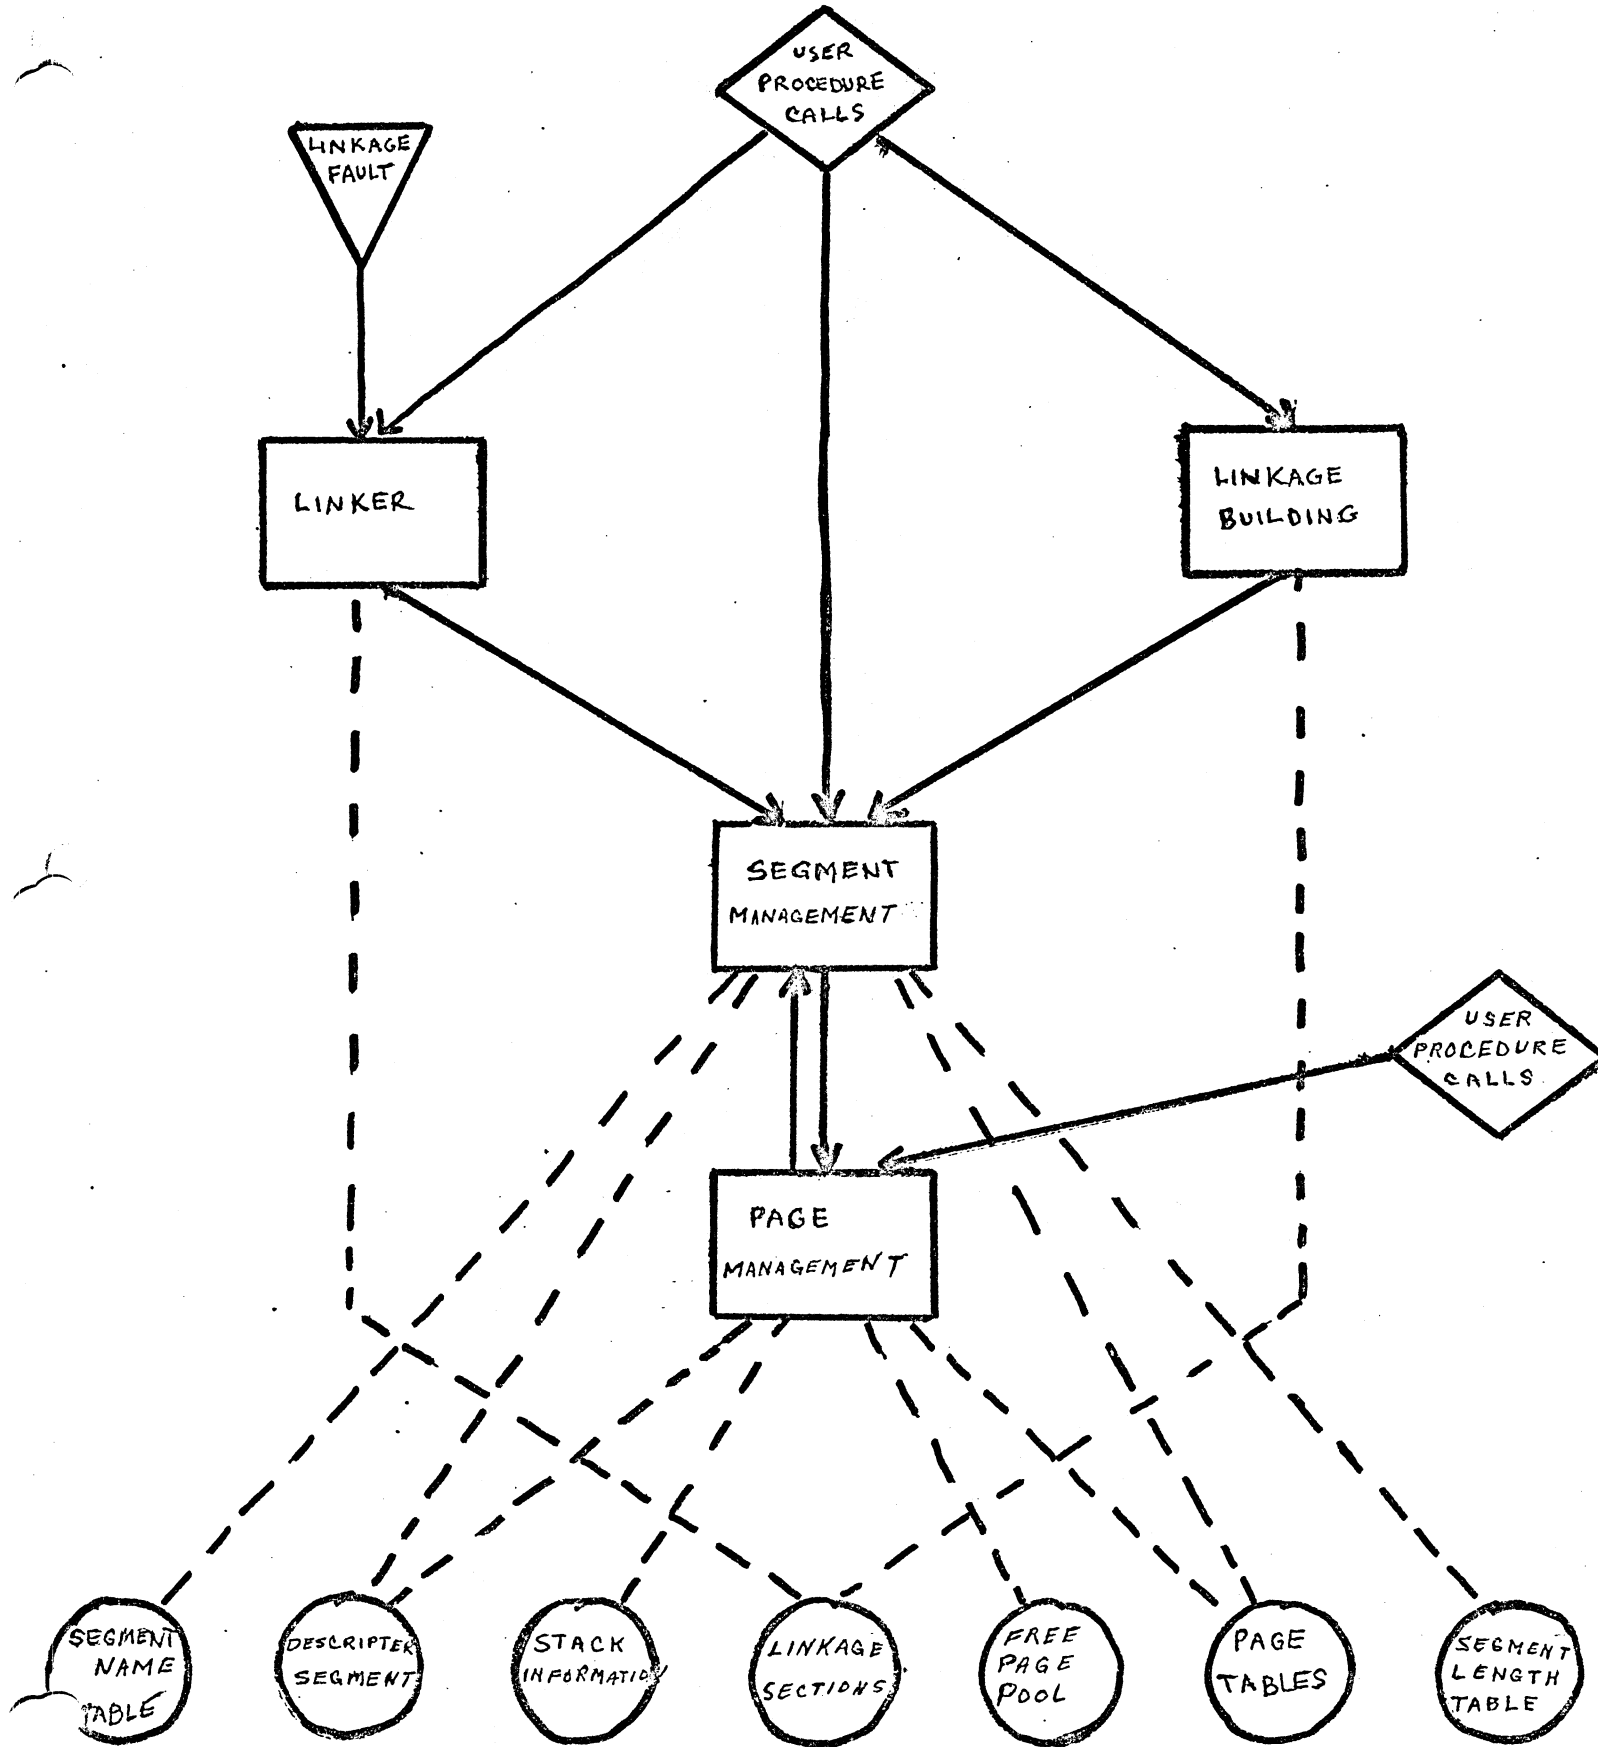 USER
PROCEDURE
CALLS
LINKAGE
FAULT
LINKER
LINKAGE
BUILDING
SEGMENT
MANAGEMENT
USER
PROCEDURE
CALLS
PAGE
MANAGEMENT
SEGMENT
NAME
TABLE
DESCRIPTER
SEGMENT
STACK
INFORMATION
LINKAGE
SECTIONS
FREE
PAGE
POOL
PAGE
TABLES
SEGMENT
LENGTH
TABLE